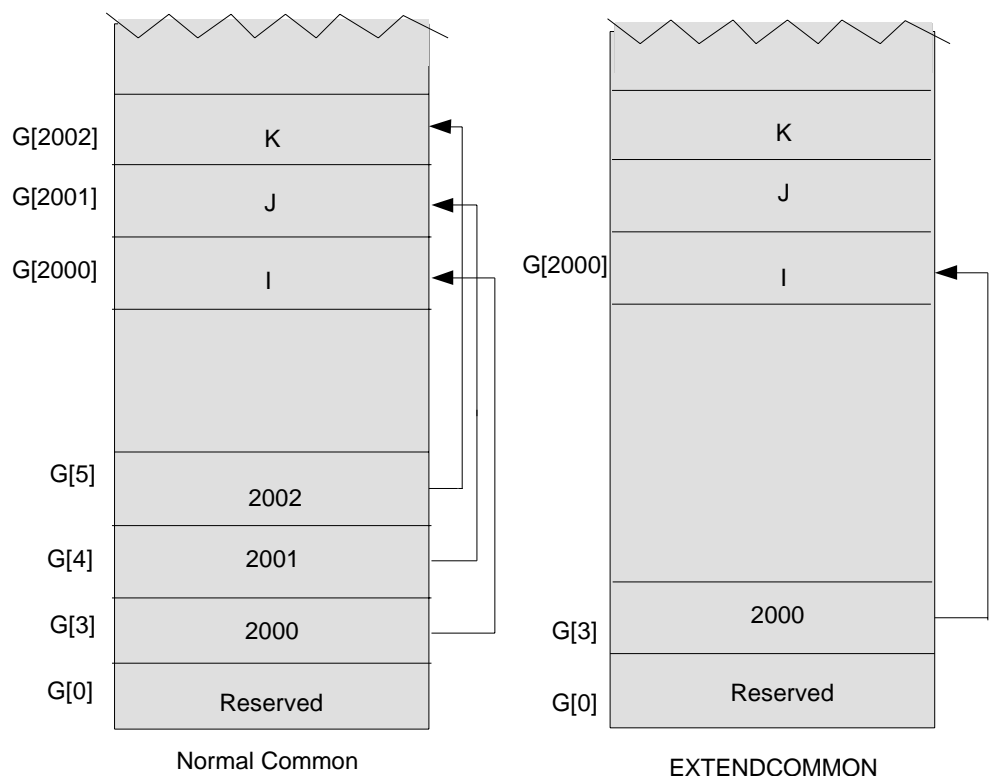 G[2002]
K
G[2001]
J
G[2000]
I
G[5]
2002
G[4]
2001
G[3]
2000
G[0]
Reserved
Normal Common
K
J
G[2000]
I
2000
G[3]
Reserved
G[0]
EXTENDCOMMON